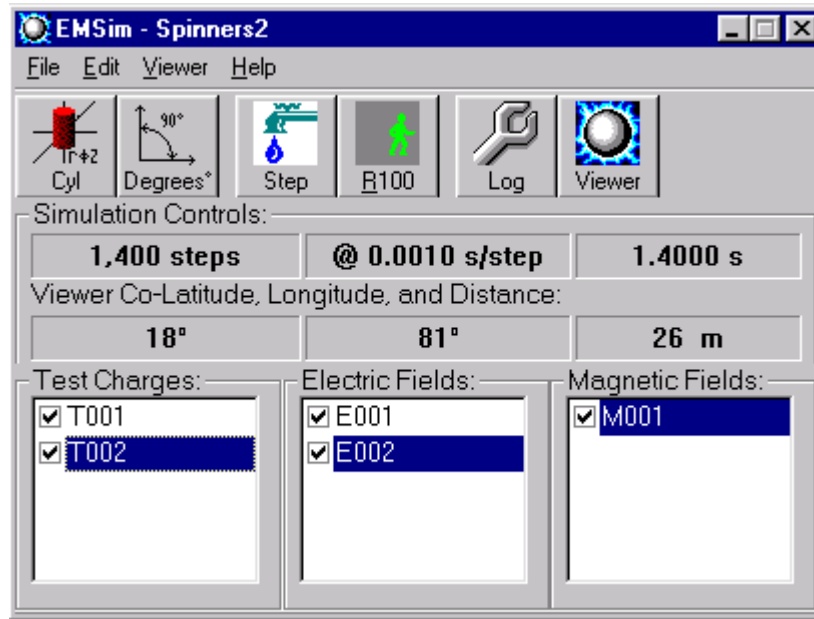 EMSim - Spinners2
File Edit Viewer Help
90°
rφz
Cyl Degrees° Step R100 Log Viewer
Simulation Controls:
1,400 steps @ 0.0010 s/step 1.4000 s
Viewer Co-Latitude, Longitude, and Distance:
18° 81° 26 m
Test Charges: Electric Fields: Magnetic Fields:
T001 E001 M001
T002 E002